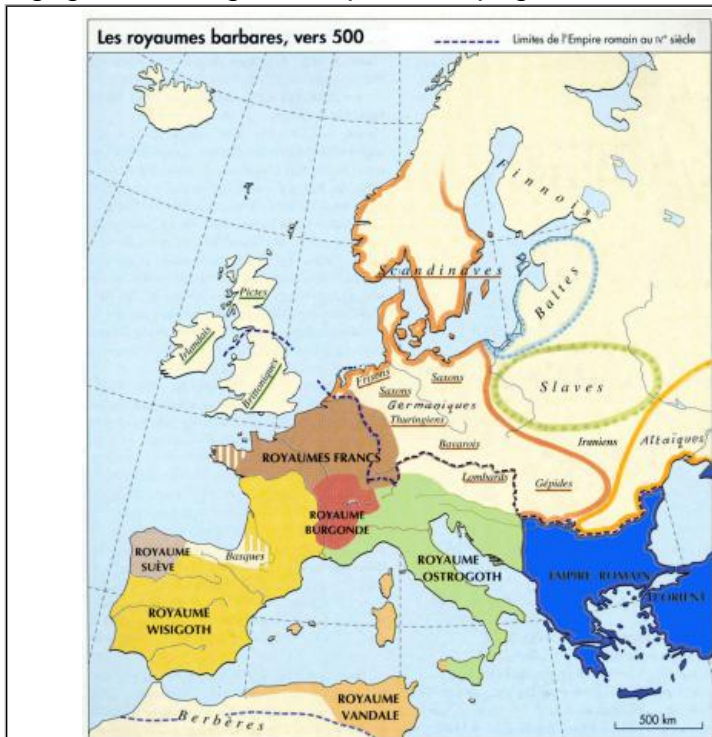 Les royaumes barbares, vers 500
Limites de l'Empire romain au IVe siècle
Finnois
Scandinaves
Baltes
Pictes
Irlandais
Brittoniques
Slaves
Frisons
Saxons
Saxons
Germaniques
Thuringiens
Iraniens
Altaïques
Bavarois
ROYAUMES FRANCS
Lombards
Gépides
ROYAUME
BURGONDE
ROYAUME
SUÈVE
Basques
ROYAUME
OSTROGOTH
EMPIRE ROMAIN
D'ORIENT
ROYAUME
WISIGOTH
ROYAUME
VANDALE
Berbères
500 km